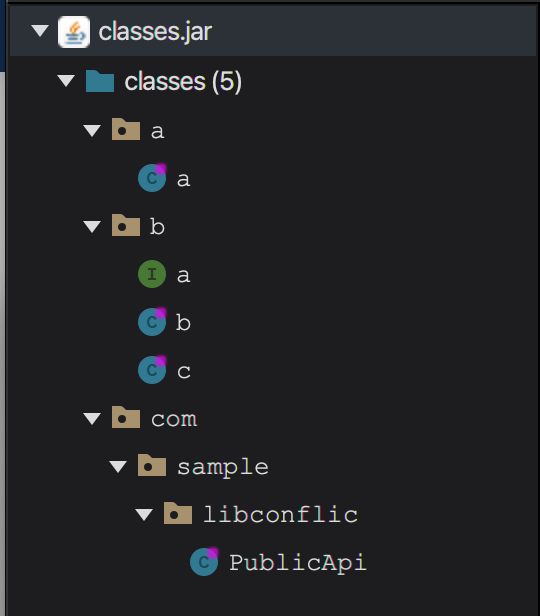 classes.jar
classes (5)
a
C a
b
I a
C b
C c
com
sample
libconflic
C PublicApi